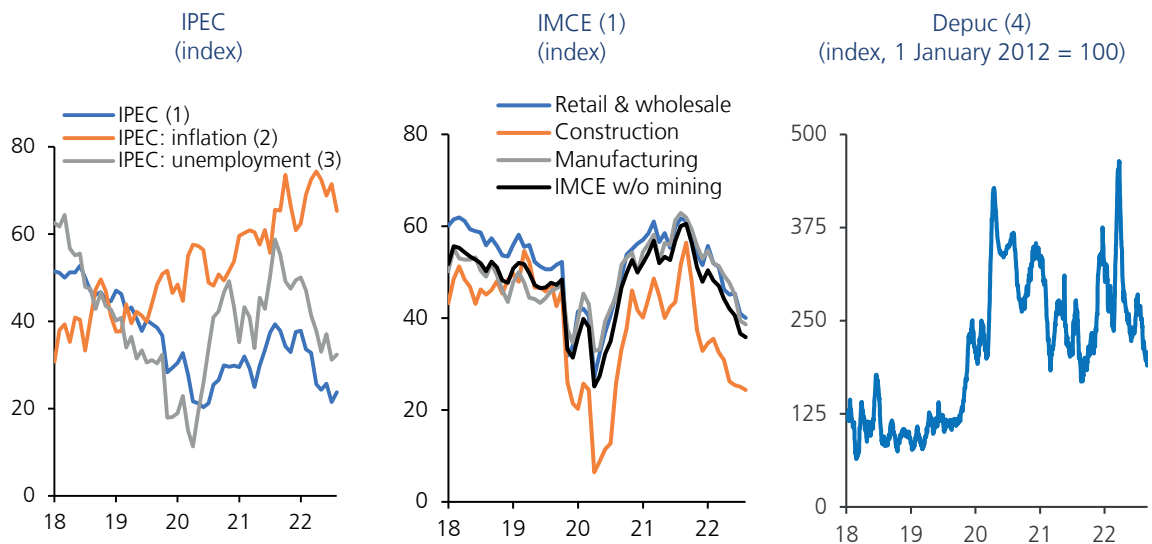 IPEC
(index)
IPEC (1)
IPEC: inflation (2)
IPEC: unemployment (3)
80
60
40
20
0
18 19 20 21 22
IMCE (1)
(index)
Retail & wholesale
Construction
Manufacturing
IMCE w/o mining
80
60
40
20
0
18 19 20 21 22
Depuc (4)
(index, 1 January 2012 = 100)
500
375
250
125
0
18 19 20 21 22